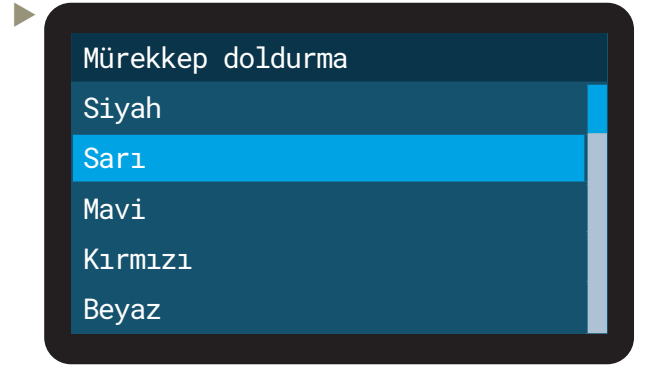 Mürekkep doldurma
Siyah
Sarı
Mavi
Kırmızı
Beyaz